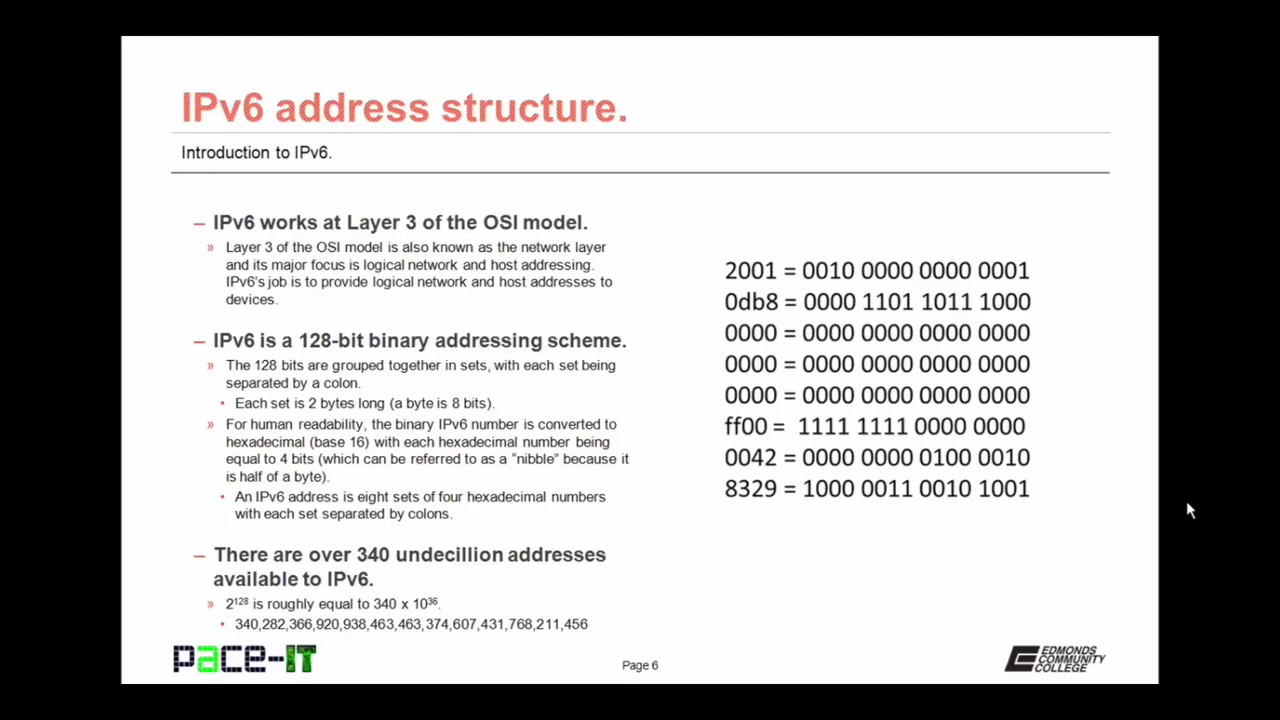 IPv6 address structure.
Introduction to IPv6.
– IPv6 works at Layer 3 of the OSI model.
» Layer 3 of the OSI model is also known as the network layer
and its major focus is logical network and host addressing.
IPv6's job is to provide logical network and host addresses to
devices.
– IPv6 is a 128-bit binary addressing scheme.
» The 128 bits are grouped together in sets, with each set being
separated by a colon.
• Each set is 2 bytes long (a byte is 8 bits).
» For human readability, the binary IPv6 number is converted to
hexadecimal (base 16) with each hexadecimal number being
equal to 4 bits (which can be referred to as a “nibble” because it
is half of a byte).
• An IPv6 address is eight sets of four hexadecimal numbers
with each set separated by colons.
– There are over 340 undecillion addresses
available to IPv6.
» 2¹²⁸ is roughly equal to 340 x 10³⁶.
• 340,282,366,920,938,463,463,374,607,431,768,211,456
2001 = 0010 0000 0000 0001
0db8 = 0000 1101 1011 1000
0000 = 0000 0000 0000 0000
0000 = 0000 0000 0000 0000
0000 = 0000 0000 0000 0000
ff00 = 1111 1111 0000 0000
0042 = 0000 0000 0100 0010
8329 = 1000 0011 0010 1001
pace-IT
Page 6
EDMONDS
COMMUNITY
COLLEGE